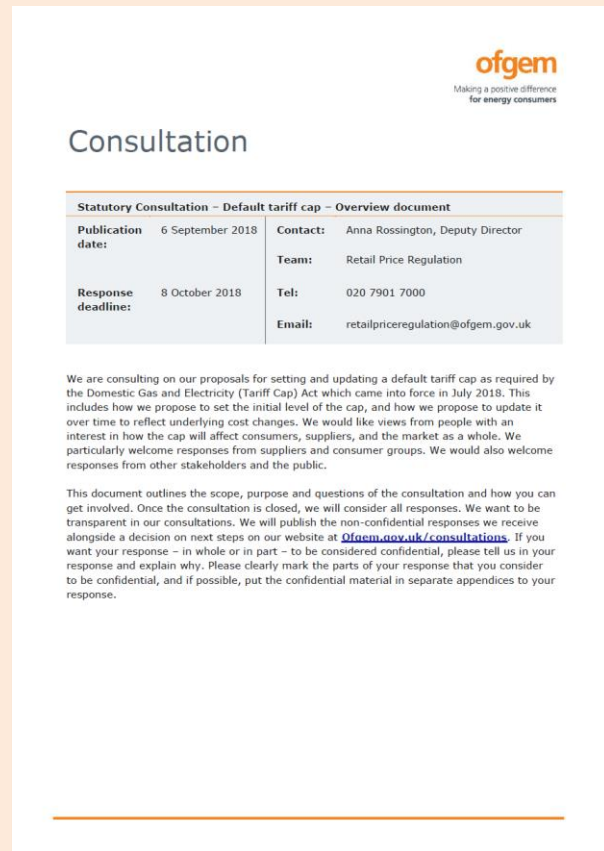 ofgem
Making a positive difference
for energy consumers
Consultation
Statutory Consultation – Default tariff cap – Overview document
Publication date: 6 September 2018 Contact: Anna Rossington, Deputy Director
Team: Retail Price Regulation
Response deadline: 8 October 2018 Tel: 020 7901 7000
Email: retailpriceregulation@ofgem.gov.uk
We are consulting on our proposals for setting and updating a default tariff cap as required by
the Domestic Gas and Electricity (Tariff Cap) Act which came into force in July 2018. This
includes how we propose to set the initial level of the cap, and how we propose to update it
over time to reflect underlying cost changes. We would like views from people with an
interest in how the cap will affect consumers, suppliers, and the market as a whole. We
particularly welcome responses from suppliers and consumer groups. We would also welcome
responses from other stakeholders and the public.
This document outlines the scope, purpose and questions of the consultation and how you can
get involved. Once the consultation is closed, we will consider all responses. We want to be
transparent in our consultations. We will publish the non-confidential responses we receive
alongside a decision on next steps on our website at Ofgem.gov.uk/consultations. If you
want your response – in whole or in part – to be considered confidential, please tell us in your
response and explain why. Please clearly mark the parts of your response that you consider
to be confidential, and if possible, put the confidential material in separate appendices to your
response.